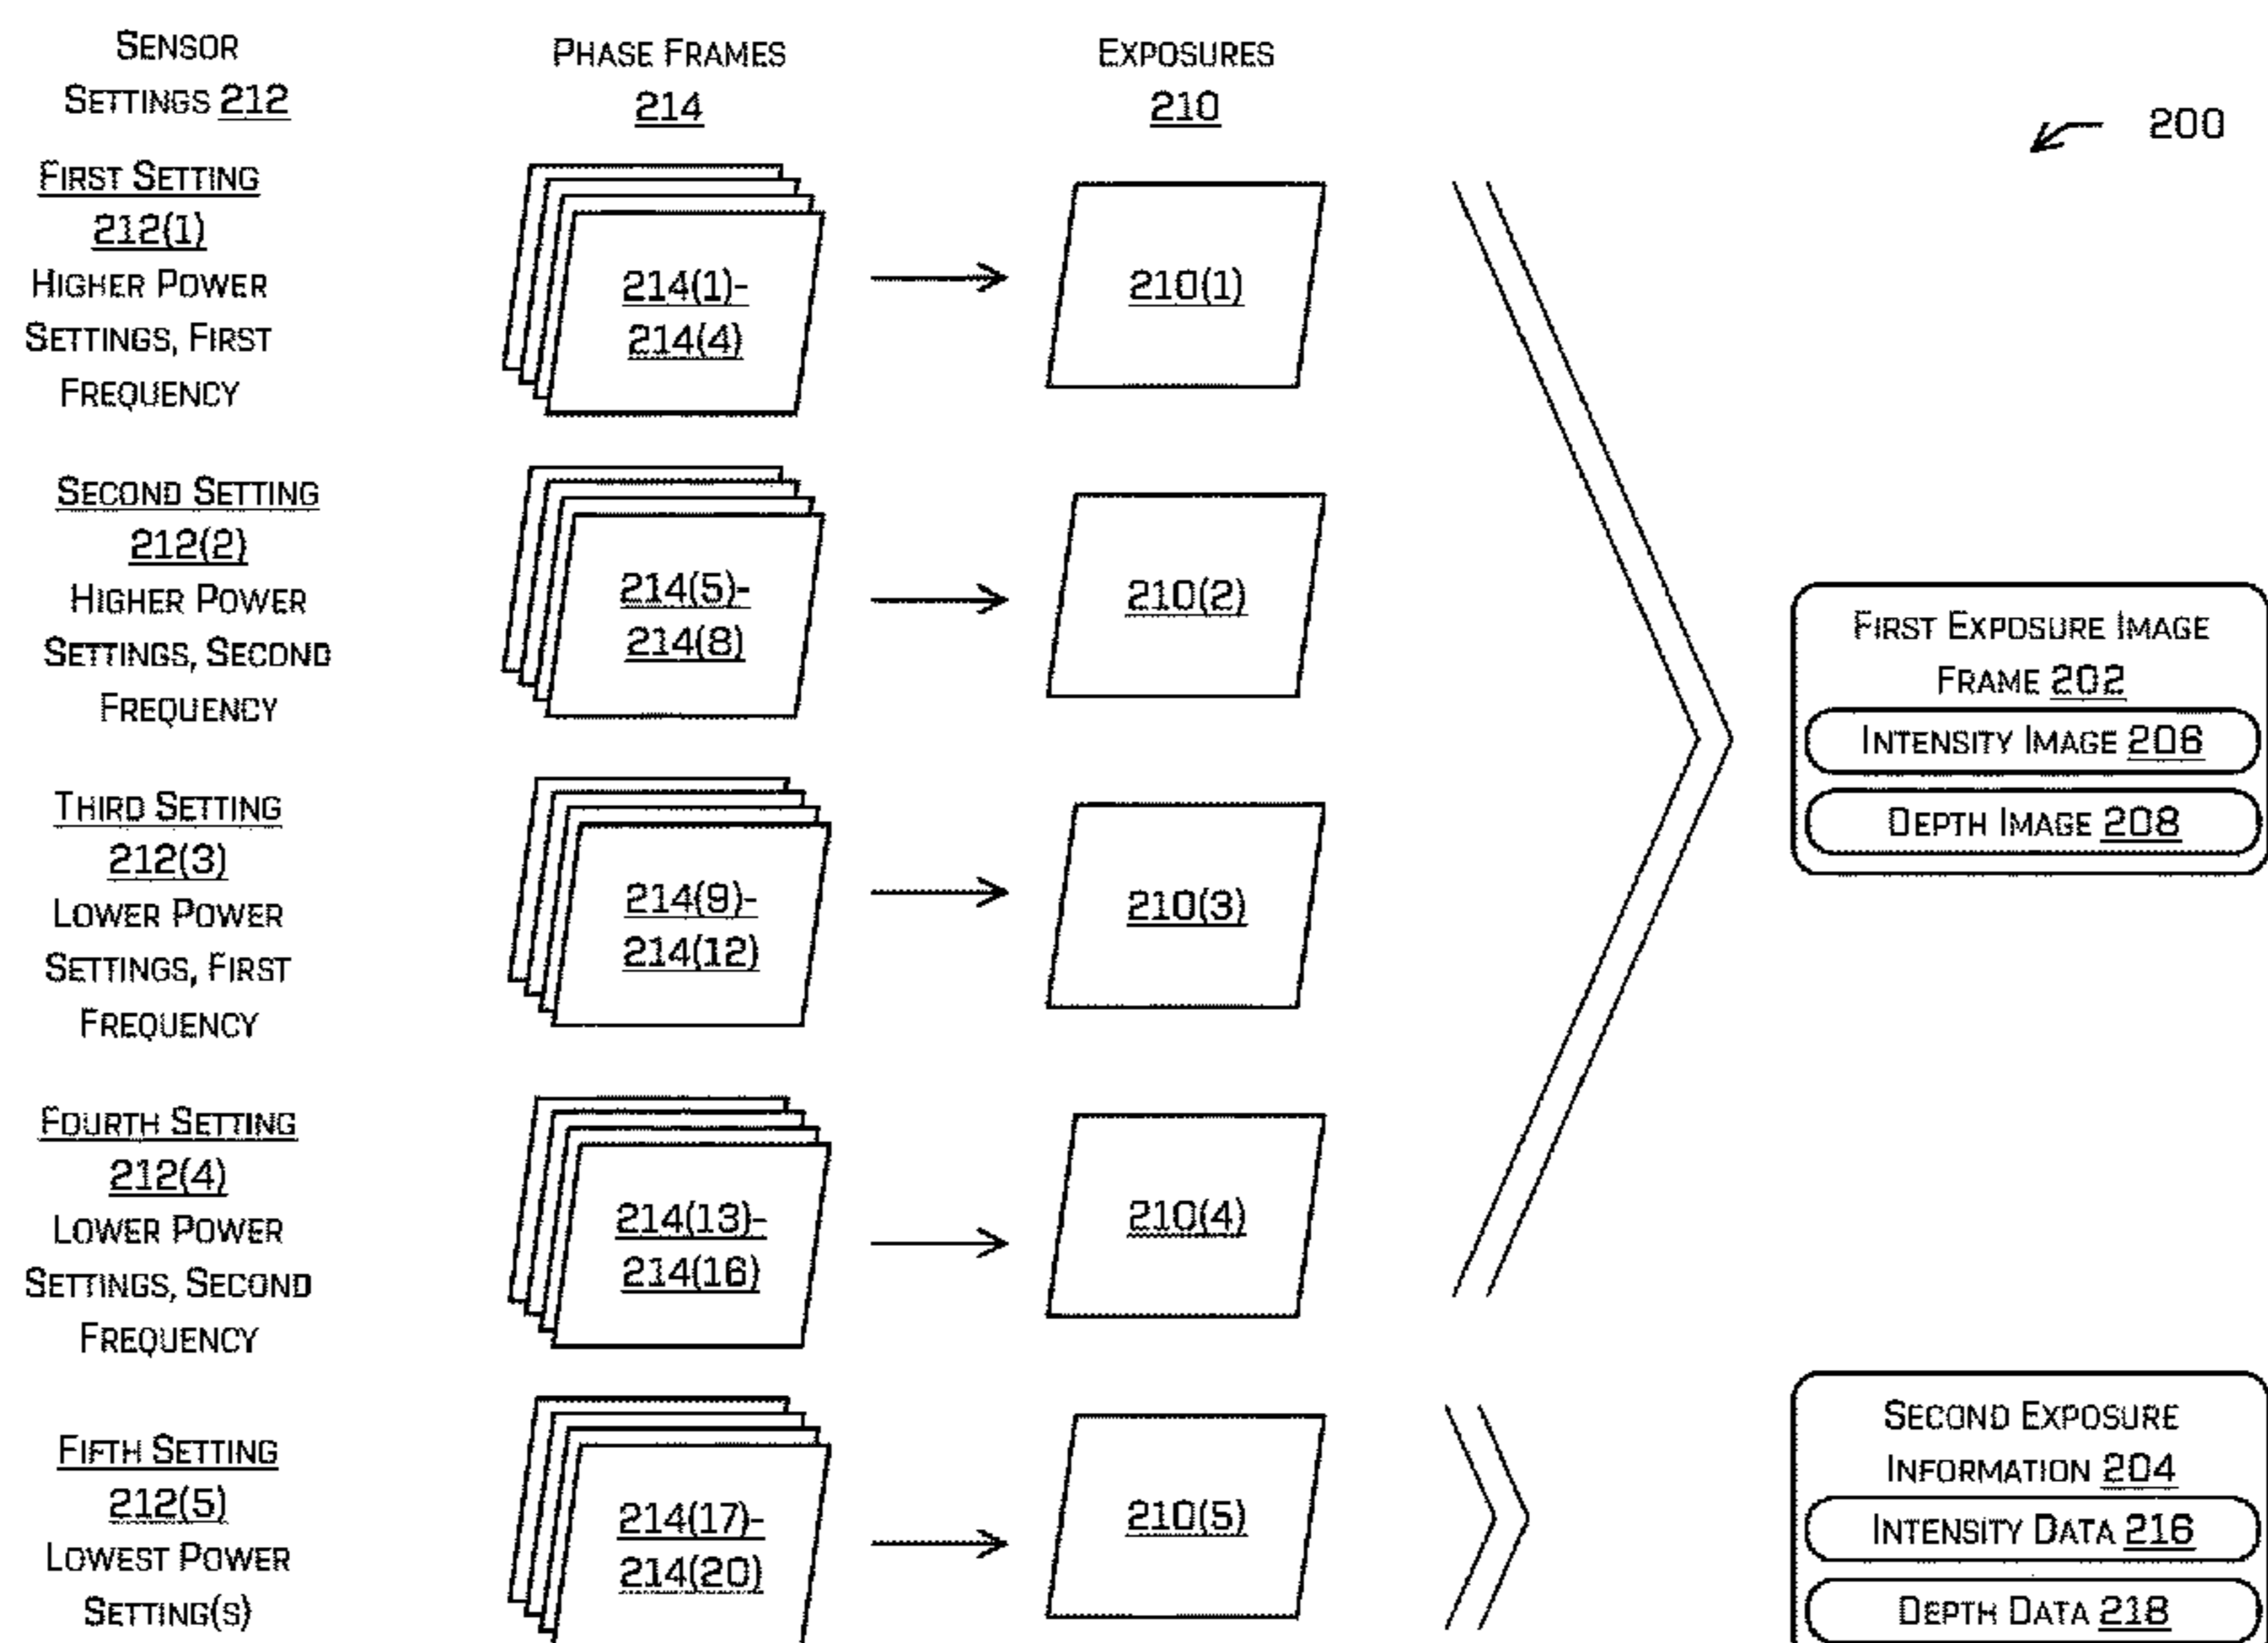 SENSOR
SETTINGS 212
PHASE FRAMES
214
EXPOSURES
210
200
FIRST SETTING
212(1)
HIGHER POWER
SETTINGS, FIRST
FREQUENCY
214(1)-
214(4)
210(1)
SECOND SETTING
212(2)
HIGHER POWER
SETTINGS, SECOND
FREQUENCY
214(5)-
214(8)
210(2)
THIRD SETTING
212(3)
LOWER POWER
SETTINGS, FIRST
FREQUENCY
214(9)-
214(12)
210(3)
FOURTH SETTING
212(4)
LOWER POWER
SETTINGS, SECOND
FREQUENCY
214(13)-
214(16)
210(4)
FIFTH SETTING
212(5)
LOWEST POWER
SETTING(S)
214(17)-
214(20)
210(5)
FIRST EXPOSURE IMAGE
FRAME 202
INTENSITY IMAGE 206
DEPTH IMAGE 208
SECOND EXPOSURE
INFORMATION 204
INTENSITY DATA 216
DEPTH DATA 218